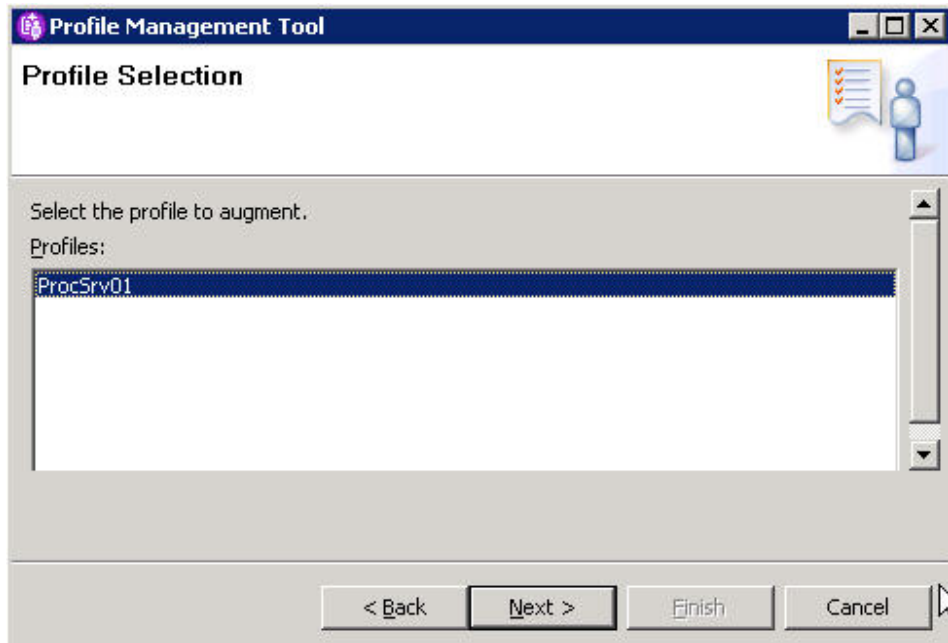 Profile Management Tool
Profile Selection
Select the profile to augment.
Profiles:
ProcSrv01
< Back Next > Finish Cancel